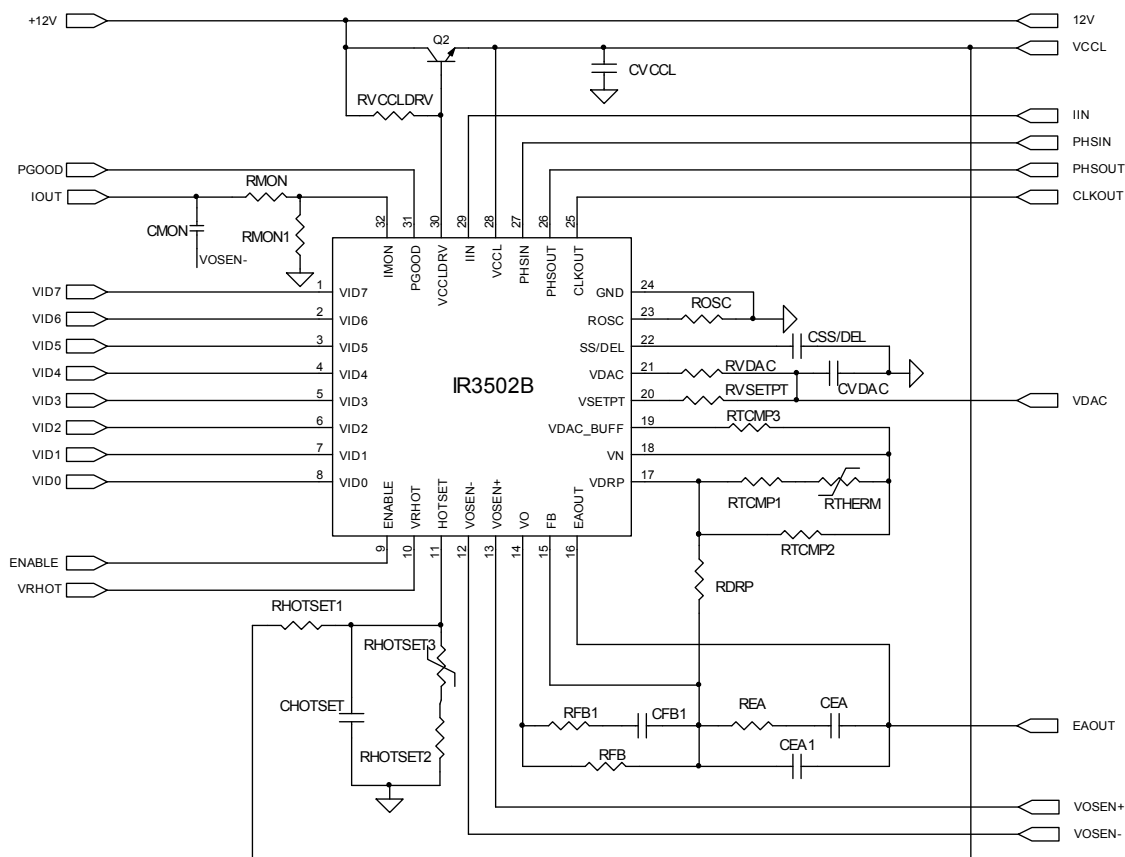 +12V
12V
Q2
VCCL
CVCCL
RVCCLDRV
IIN
PHSIN
PGOOD
PHSOUT
IOUT
RMON
CLKOUT
CMON
RMON1
VOSEN-
32
31
30
29
28
27
26
25
IMON
PGOOD
VCCLDRV
IIN
VCCL
PHSIN
PHSOUT
CLKOUT
VID7 1 VID7
VID6 2 VID6
VID5 3 VID5
VID4 4 VID4
VID3 5 VID3
VID2 6 VID2
VID1 7 VID1
VID0 8 VID0
IR3502B
GND 24
ROSC 23 ROSC
SS/DEL 22 CSS/DEL
VDAC 21 RVDAC CVDAC
VSETPT 20 RVSETPT VDAC
VDAC_BUFF 19 RTCMP3
VN 18
VDRP 17 RTCMP1 RTHERM
RTCMP2
ENABLE
VRHOT
HOTSET
VOSEN-
VOSEN+
VO
FB
EAOUT
9
10
11
12
13
14
15
16
ENABLE
VRHOT
RDRP
RHOTSET1
RHOTSET3
CHOTSET
RHOTSET2
RFB1
CFB1
REA
CEA
EAOUT
RFB
CEA1
VOSEN+
VOSEN-